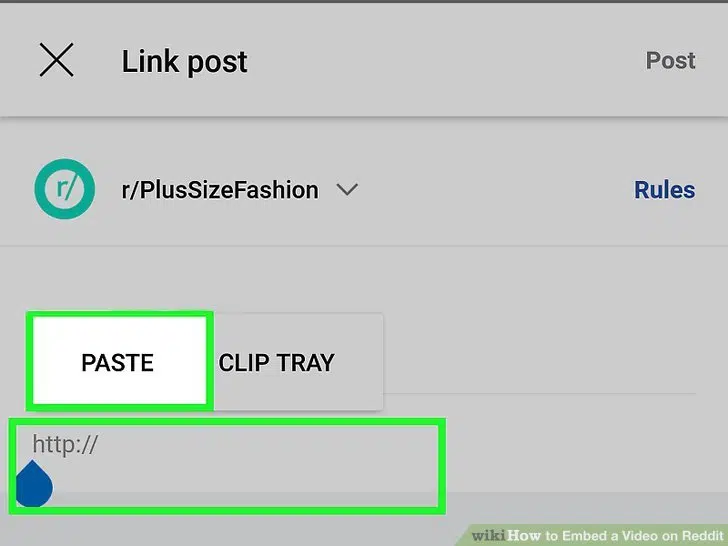 Link post
Post
r/
r/PlusSizeFashion
Rules
PASTE
CLIP TRAY
http://
wikiHow to Embed a Video on Reddit